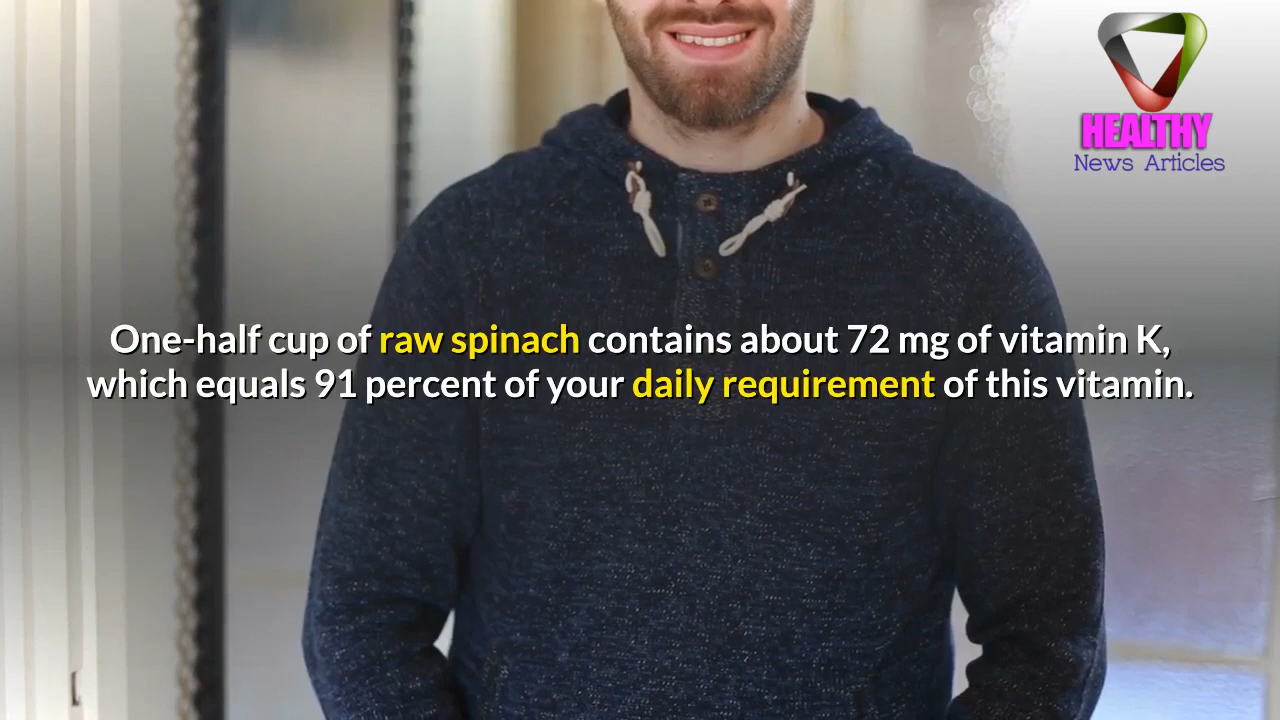 HEALTHY
News Articles
One-half cup of raw spinach contains about 72 mg of vitamin K,
which equals 91 percent of your daily requirement of this vitamin.